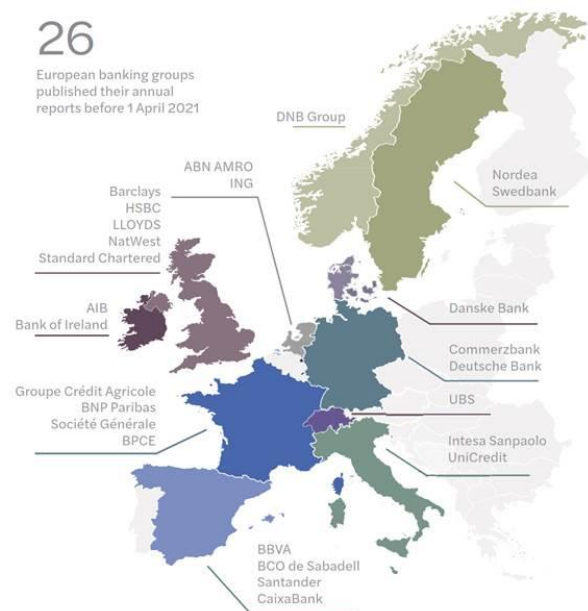 26
European banking groups
published their annual
reports before 1 April 2021
DNB Group
ABN AMRO
ING
Nordea
Swedbank
Barclays
HSBC
LLOYDS
NatWest
Standard Chartered
AIB
Bank of Ireland
Danske Bank
Commerzbank
Deutsche Bank
UBS
Groupe Crédit Agricole
BNP Paribas
Société Générale
BPCE
Intesa Sanpaolo
UniCredit
BBVA
BCO de Sabadell
Santander
CaixaBank